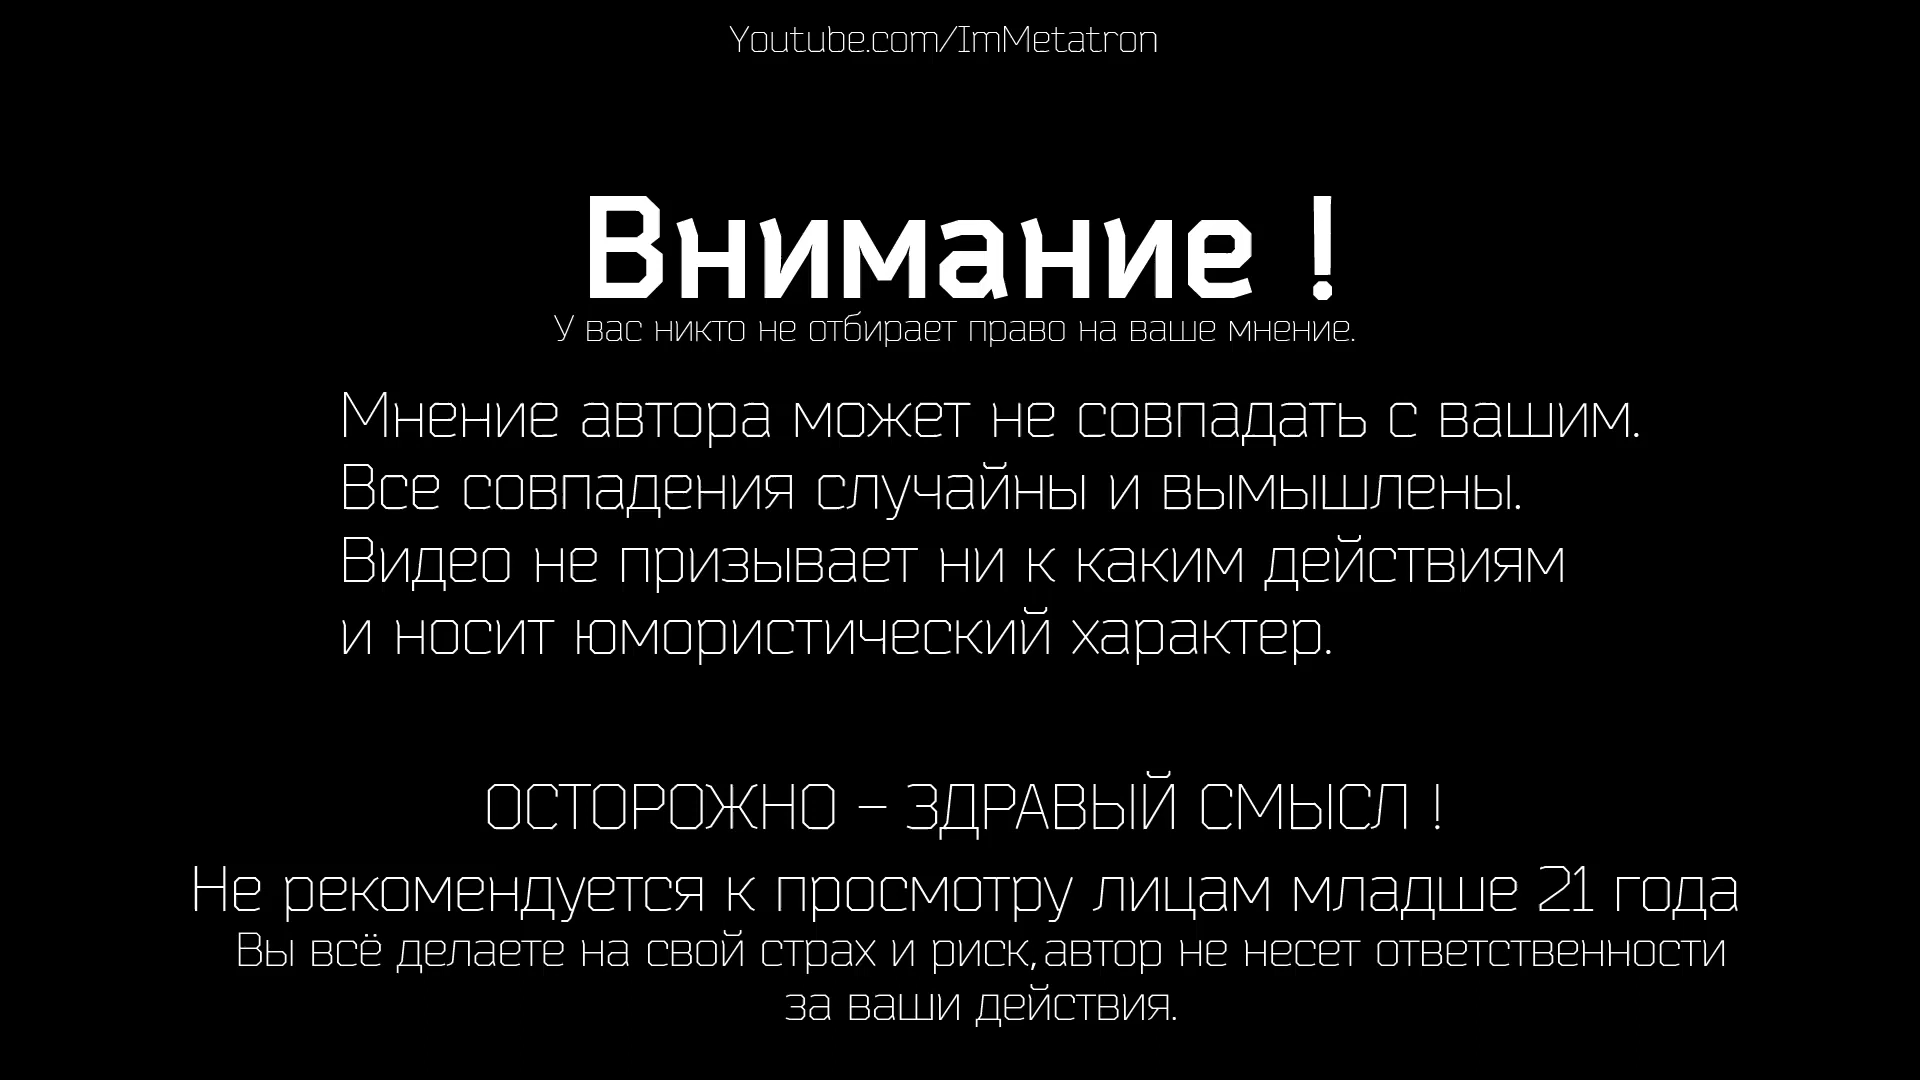 Youtube.com/ImMetatron
Внимание !
У вас никто не отбирает право на ваше мнение.
Мнение автора может не совпадать с вашим.
Все совпадения случайны и вымышлены.
Видео не призывает ни к каким действиям
и носит юмористический характер.
ОСТОРОЖНО – ЗДРАВЫЙ СМЫСЛ !
Не рекомендуется к просмотру лицам младше 21 года
Вы всё делаете на свой страх и риск,автор не несет ответственности
за ваши действия.